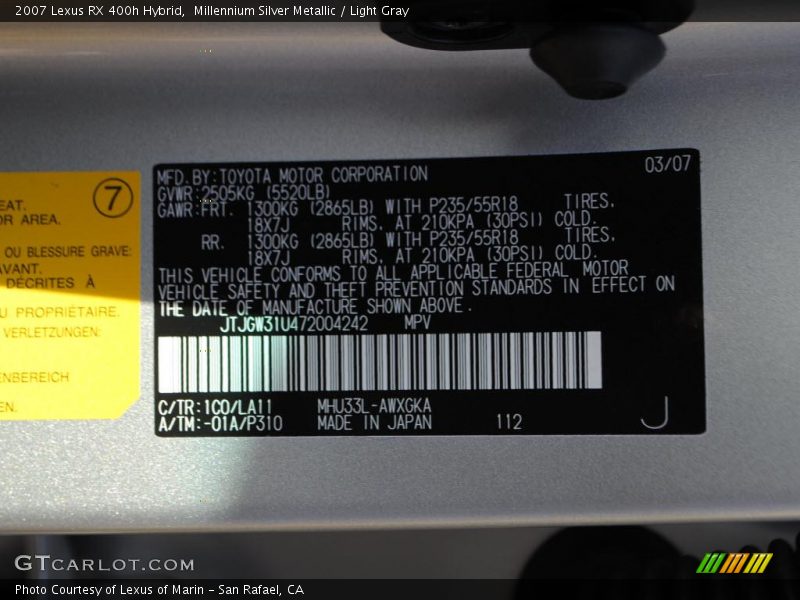 2007 Lexus RX 400h Hybrid,  Millennium Silver Metallic / Light Gray
EAT.
OR AREA.
7
OU BLESSURE GRAVE:
AVANT.
DÉCRITES À
U PROPRIÉTAIRE.
VERLETZUNGEN:
ENBEREICH
EN.
03/07
MFD. BY: TOYOTA MOTOR CORPORATION
GVWR: 2505KG (5520LB)
GAWR: FRT. 1300KG (2865LB) WITH P235/55R18 TIRES,
18X7J RIMS, AT 210KPA (30PSI) COLD.
RR. 1300KG (2865LB) WITH P235/55R18 TIRES,
18X7J RIMS, AT 210KPA (30PSI) COLD.
THIS VEHICLE CONFORMS TO ALL APPLICABLE FEDERAL MOTOR
VEHICLE SAFETY AND THEFT PREVENTION STANDARDS IN EFFECT ON
THE DATE OF MANUFACTURE SHOWN ABOVE.
JTJGW31U472004242 MPV
C/TR: 1C0/LA11 MHU33L-AWXGKA
A/TM: -01A/P310 MADE IN JAPAN 112 J
GTCARLOT.COM
Photo Courtesy of Lexus of Marin - San Rafael, CA